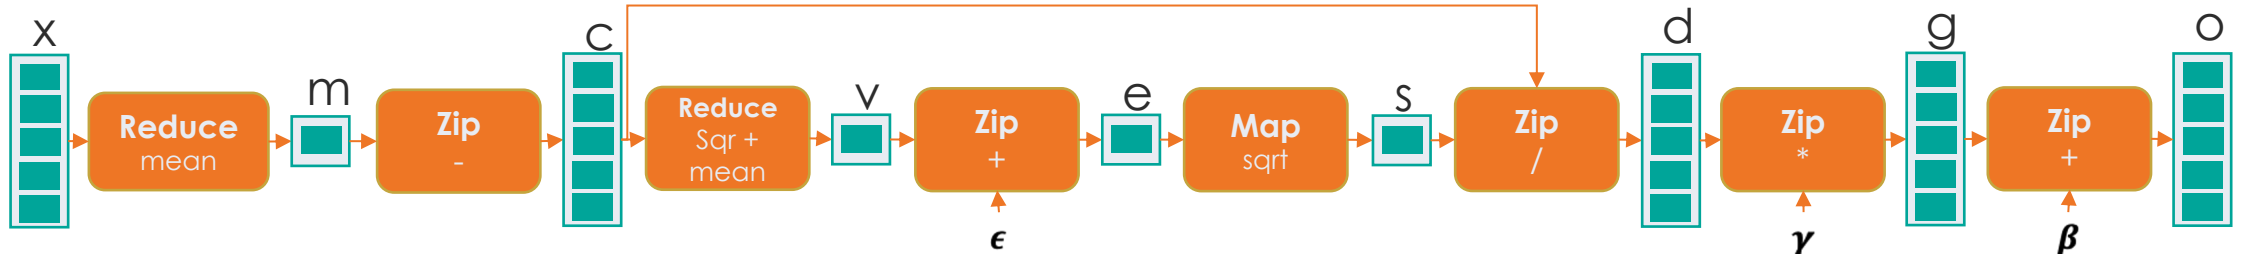 x
Reduce
mean
m
Zip
-
c
Reduce
Sqr +
mean
v
Zip
+
ϵ
e
Map
sqrt
s
Zip
/
d
Zip
*
γ
g
Zip
+
β
o